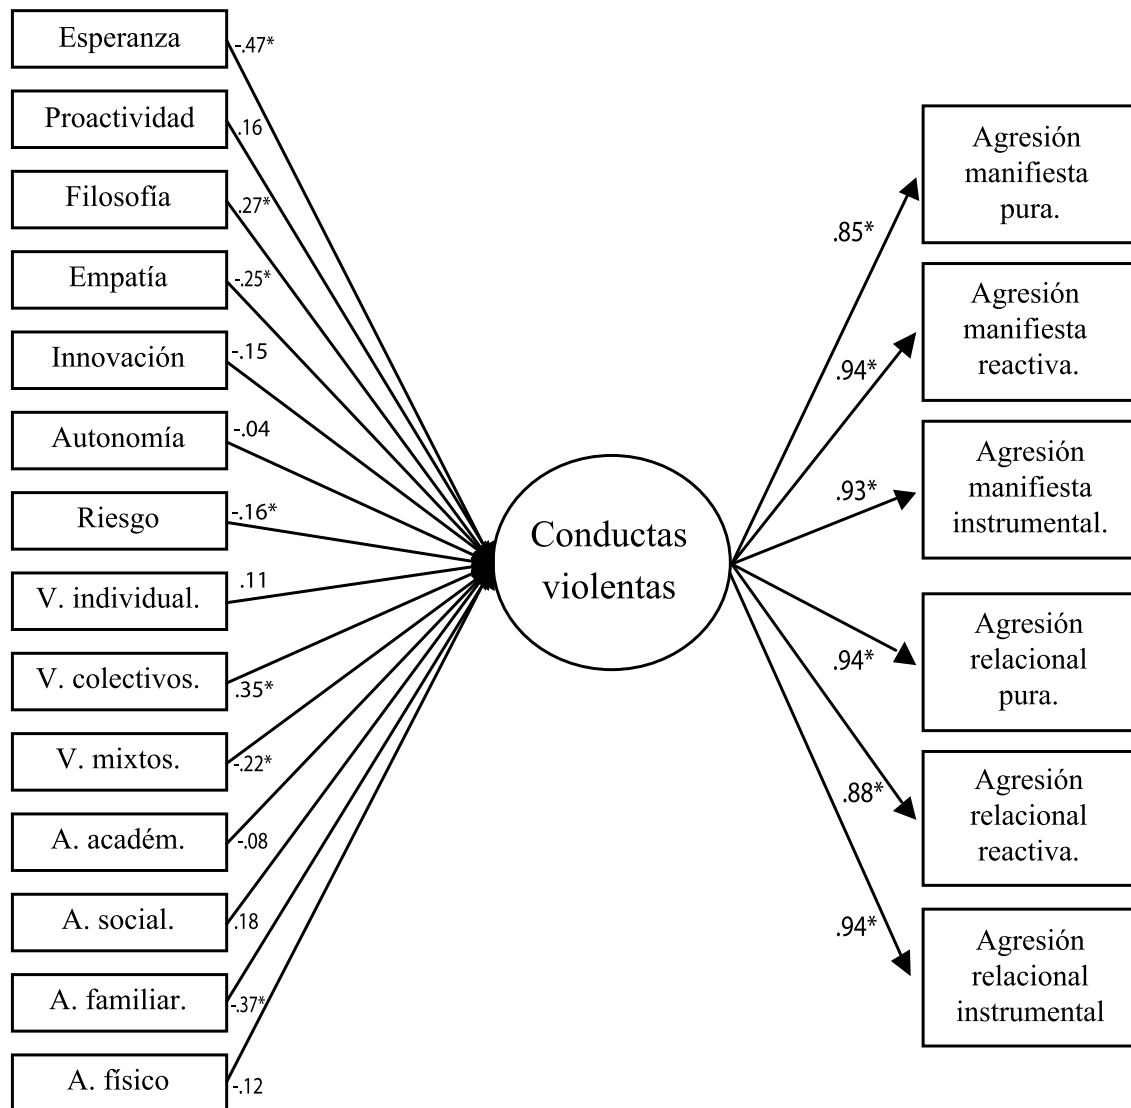 Esperanza
-.47*
Proactividad
.16
Filosofía
.27*
Empatía
-.25*
Innovación
-.15
Autonomía
-.04
Riesgo
-.16*
V. individual.
.11
V. colectivos.
.35*
V. mixtos.
-.22*
A. académ.
-.08
A. social.
.18
A. familiar.
-.37*
A. físico
-.12
Conductas
violentas
.85*
Agresión
manifiesta
pura.
.94*
Agresión
manifiesta
reactiva.
.93*
Agresión
manifiesta
instrumental.
.94*
Agresión
relacional
pura.
.88*
Agresión
relacional
reactiva.
.94*
Agresión
relacional
instrumental